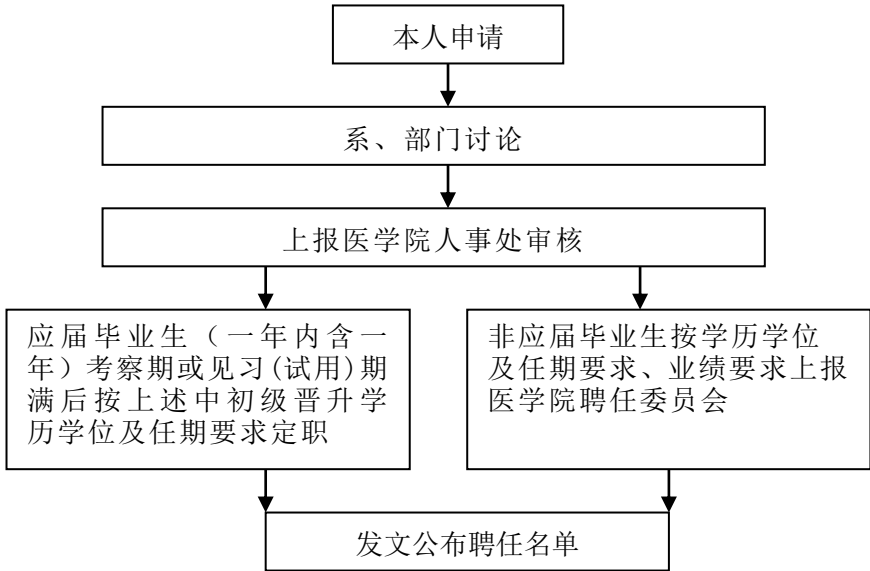 本人申请
系、部门讨论
上报医学院人事处审核
应届毕业生（一年内含一
年）考察期或见习(试用)期
满后按上述中初级晋升学
历学位及任期要求定职
非应届毕业生按学历学位
及任期要求、业绩要求上报
医学院聘任委员会
发文公布聘任名单